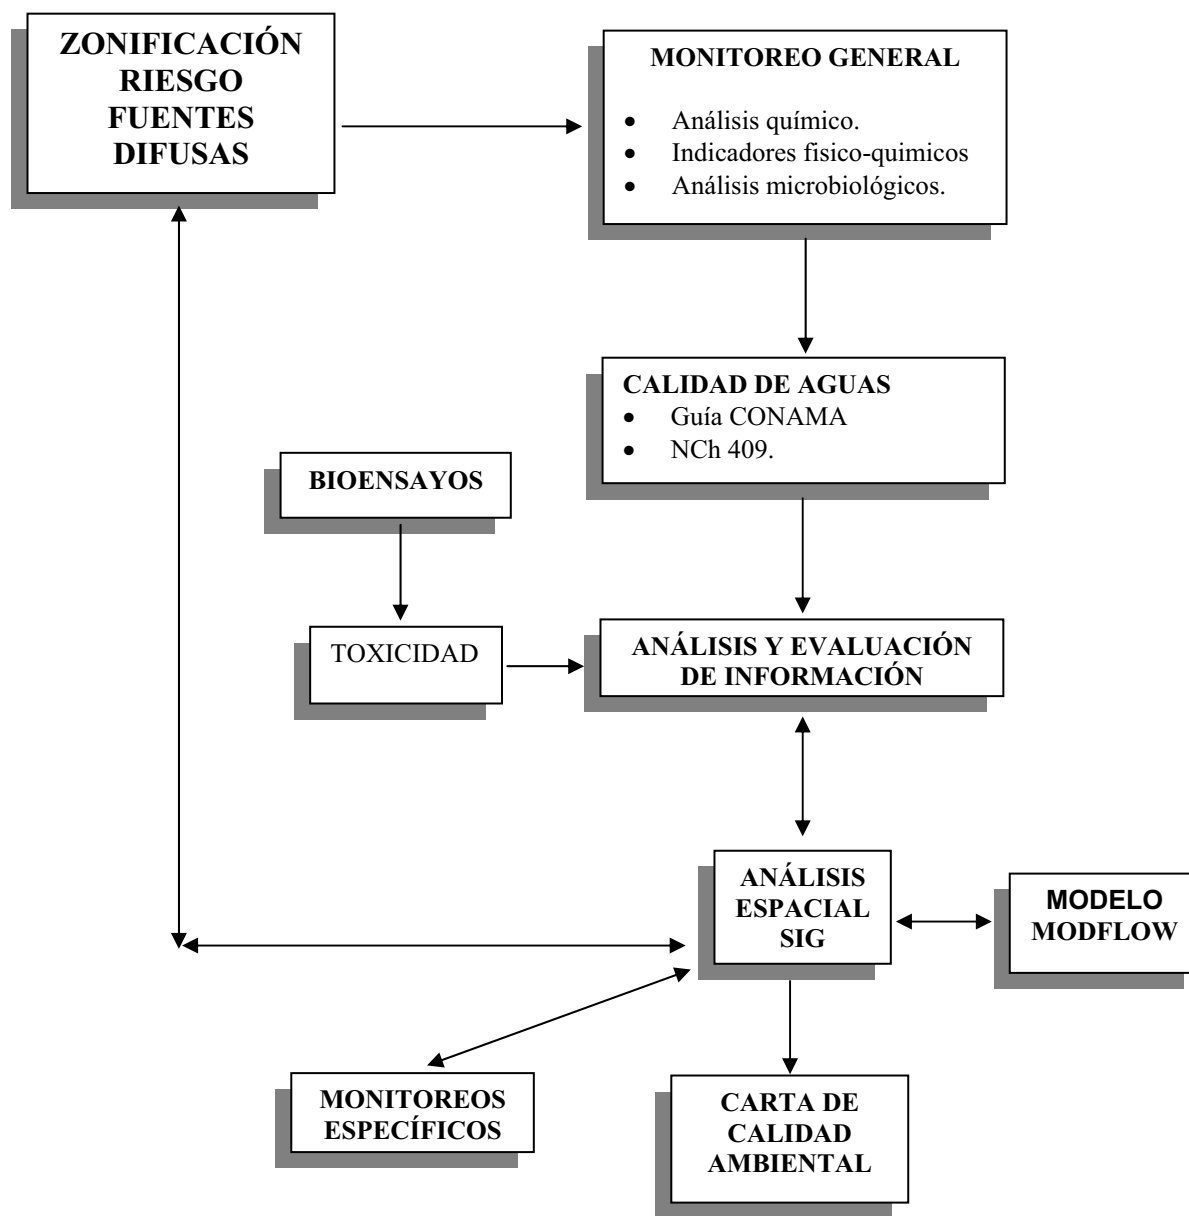 ZONIFICACIÓN
RIESGO
FUENTES
DIFUSAS
MONITOREO GENERAL
• Análisis químico.
• Indicadores fisico-quimicos
• Análisis microbiológicos.
CALIDAD DE AGUAS
• Guía CONAMA
• NCh 409.
BIOENSAYOS
TOXICIDAD
ANÁLISIS Y EVALUACIÓN
DE INFORMACIÓN
ANÁLISIS
ESPACIAL
SIG
MODELO
MODFLOW
MONITOREOS
ESPECÍFICOS
CARTA DE
CALIDAD
AMBIENTAL